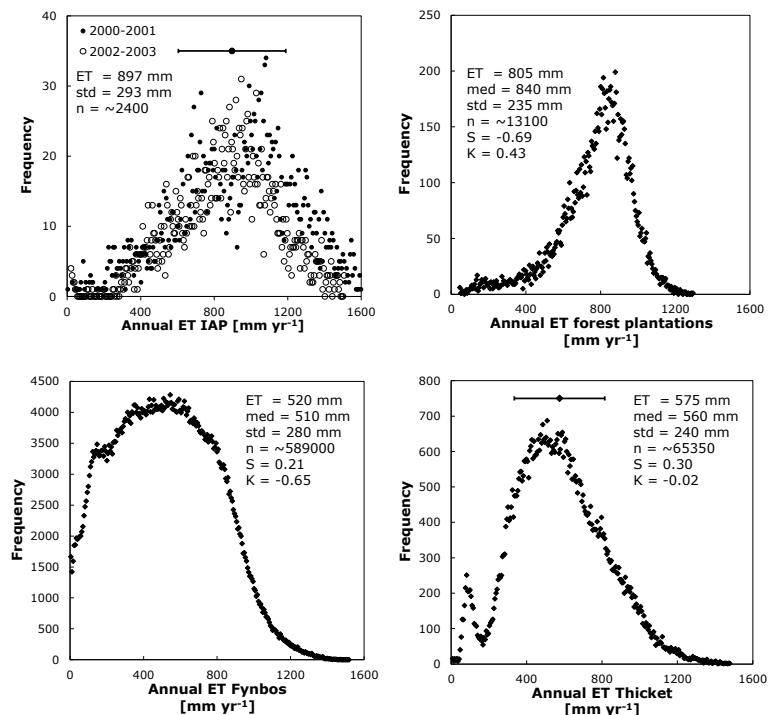 40
35
30
20
10
0
0
400
800
1200
1600
Frequency
2000-2001
2002-2003
ET = 897 mm
std = 293 mm
n = ~2400
Annual ET IAP [mm yr-1]
250
200
150
100
50
0
0
400
800
1200
1600
Frequency
ET = 805 mm
med = 840 mm
std = 235 mm
n = ~13100
S = -0.69
K = 0.43
Annual ET forest plantations
[mm yr-1]
4500
4000
3500
3000
2500
2000
1500
1000
500
0
0
400
800
1200
1600
Frequency
ET = 520 mm
med = 510 mm
std = 280 mm
n = ~589000
S = 0.21
K = -0.65
Annual ET Fynbos
[mm yr-1]
800
700
600
500
400
300
200
100
0
0
400
800
1200
1600
Frequency
ET = 575 mm
med = 560 mm
std = 240 mm
n = ~65350
S = 0.30
K = -0.02
Annual ET Thicket
[mm yr-1]